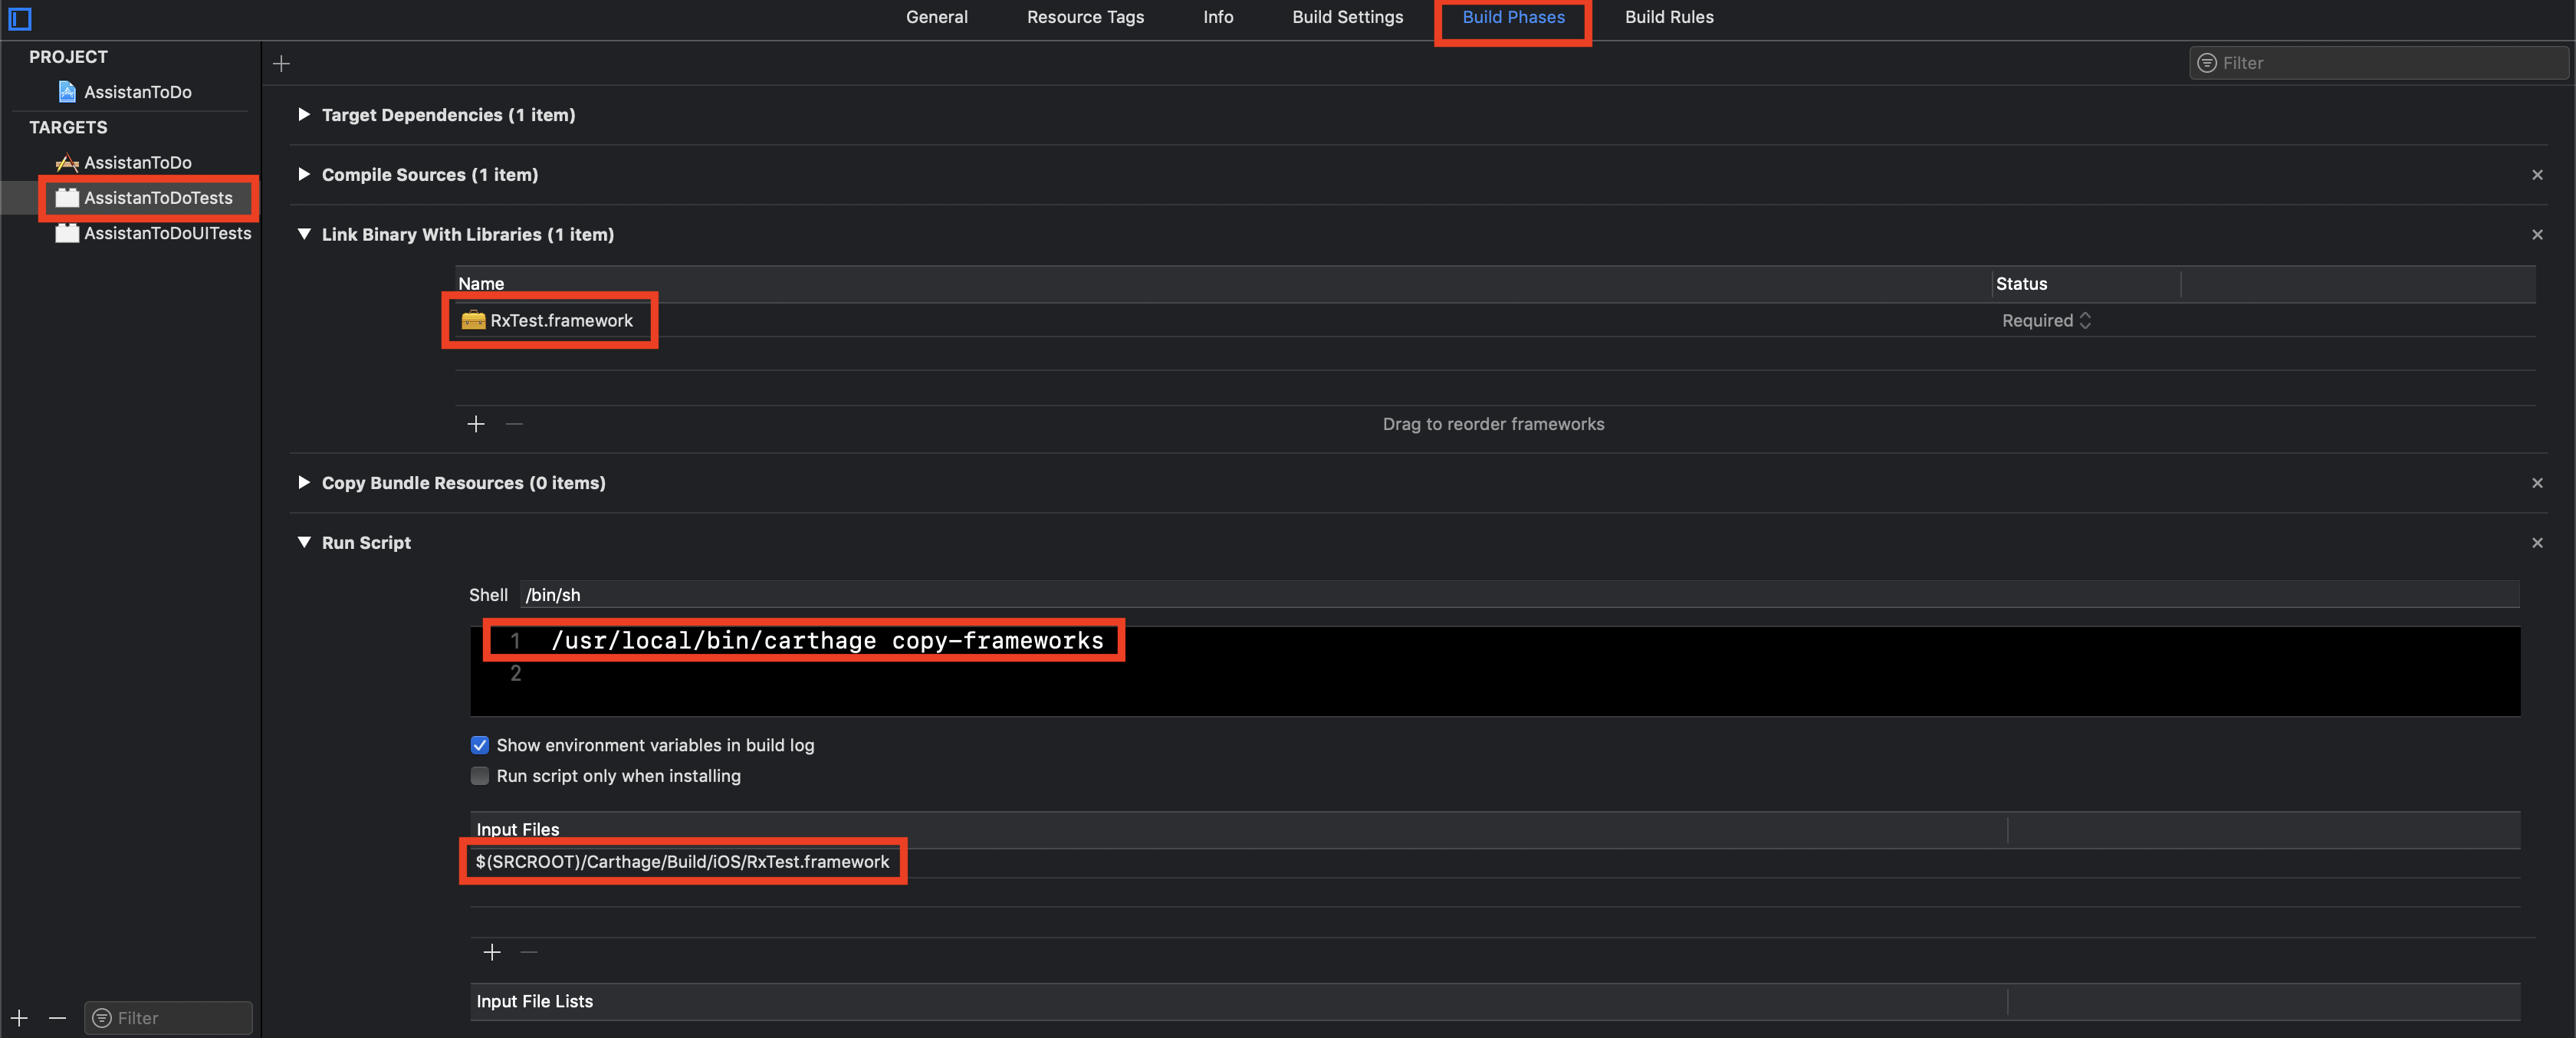 General
Resource Tags
Info
Build Settings
Build Phases
Build Rules
PROJECT
AssistanToDo
TARGETS
AssistanToDo
AssistanToDoTests
AssistanToDoUITests
Filter
Filter
Target Dependencies (1 item)
Compile Sources (1 item)
Link Binary With Libraries (1 item)
Name
Status
RxTest.framework
Required
Drag to reorder frameworks
Copy Bundle Resources (0 items)
Run Script
Shell /bin/sh
1 /usr/local/bin/carthage copy-frameworks
2
Show environment variables in build log
Run script only when installing
Input Files
$(SRCROOT)/Carthage/Build/iOS/RxTest.framework
Input File Lists